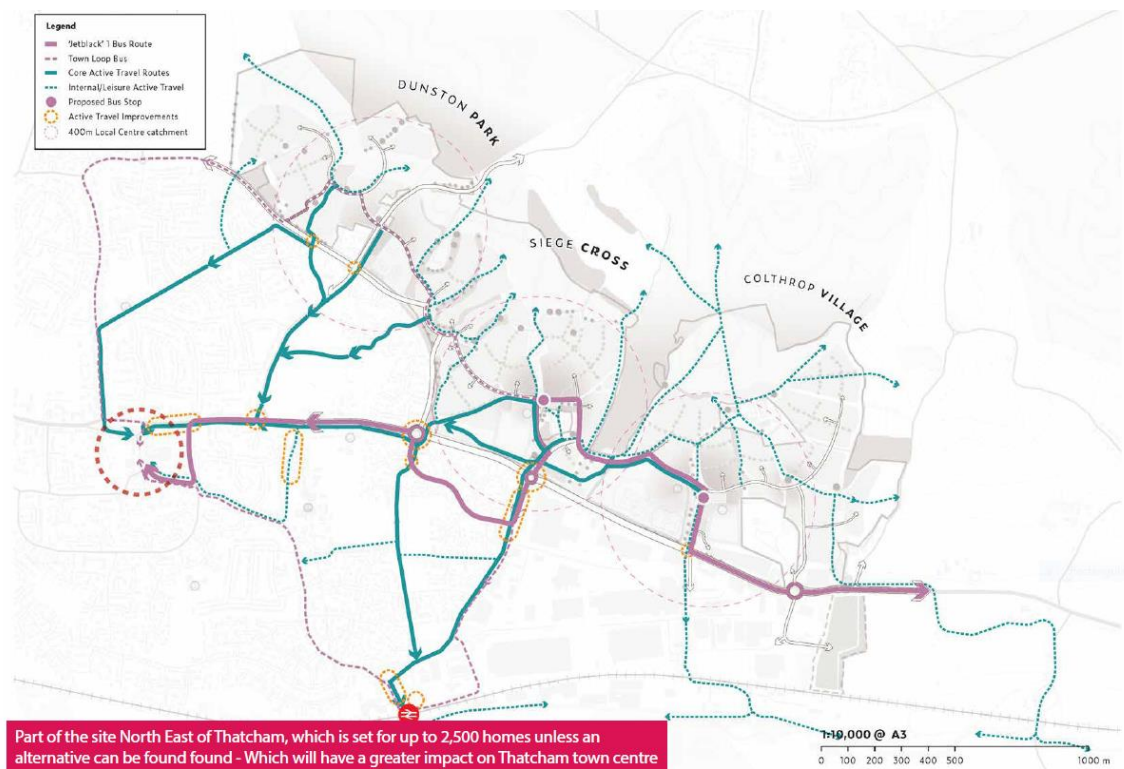 Legend
'Jetblack' 1 Bus Route
Town Loop Bus
Core Active Travel Routes
Internal/Leisure Active Travel
Proposed Bus Stop
Active Travel Improvements
400m Local Centre catchment
DUNSTON PARK
SIEGE CROSS
COLTHROP VILLAGE
Part of the site North East of Thatcham, which is set for up to 2,500 homes unless an
alternative can be found found - Which will have a greater impact on Thatcham town centre
1:10,000 @ A3
0 100 200 300 400 500 1000 m